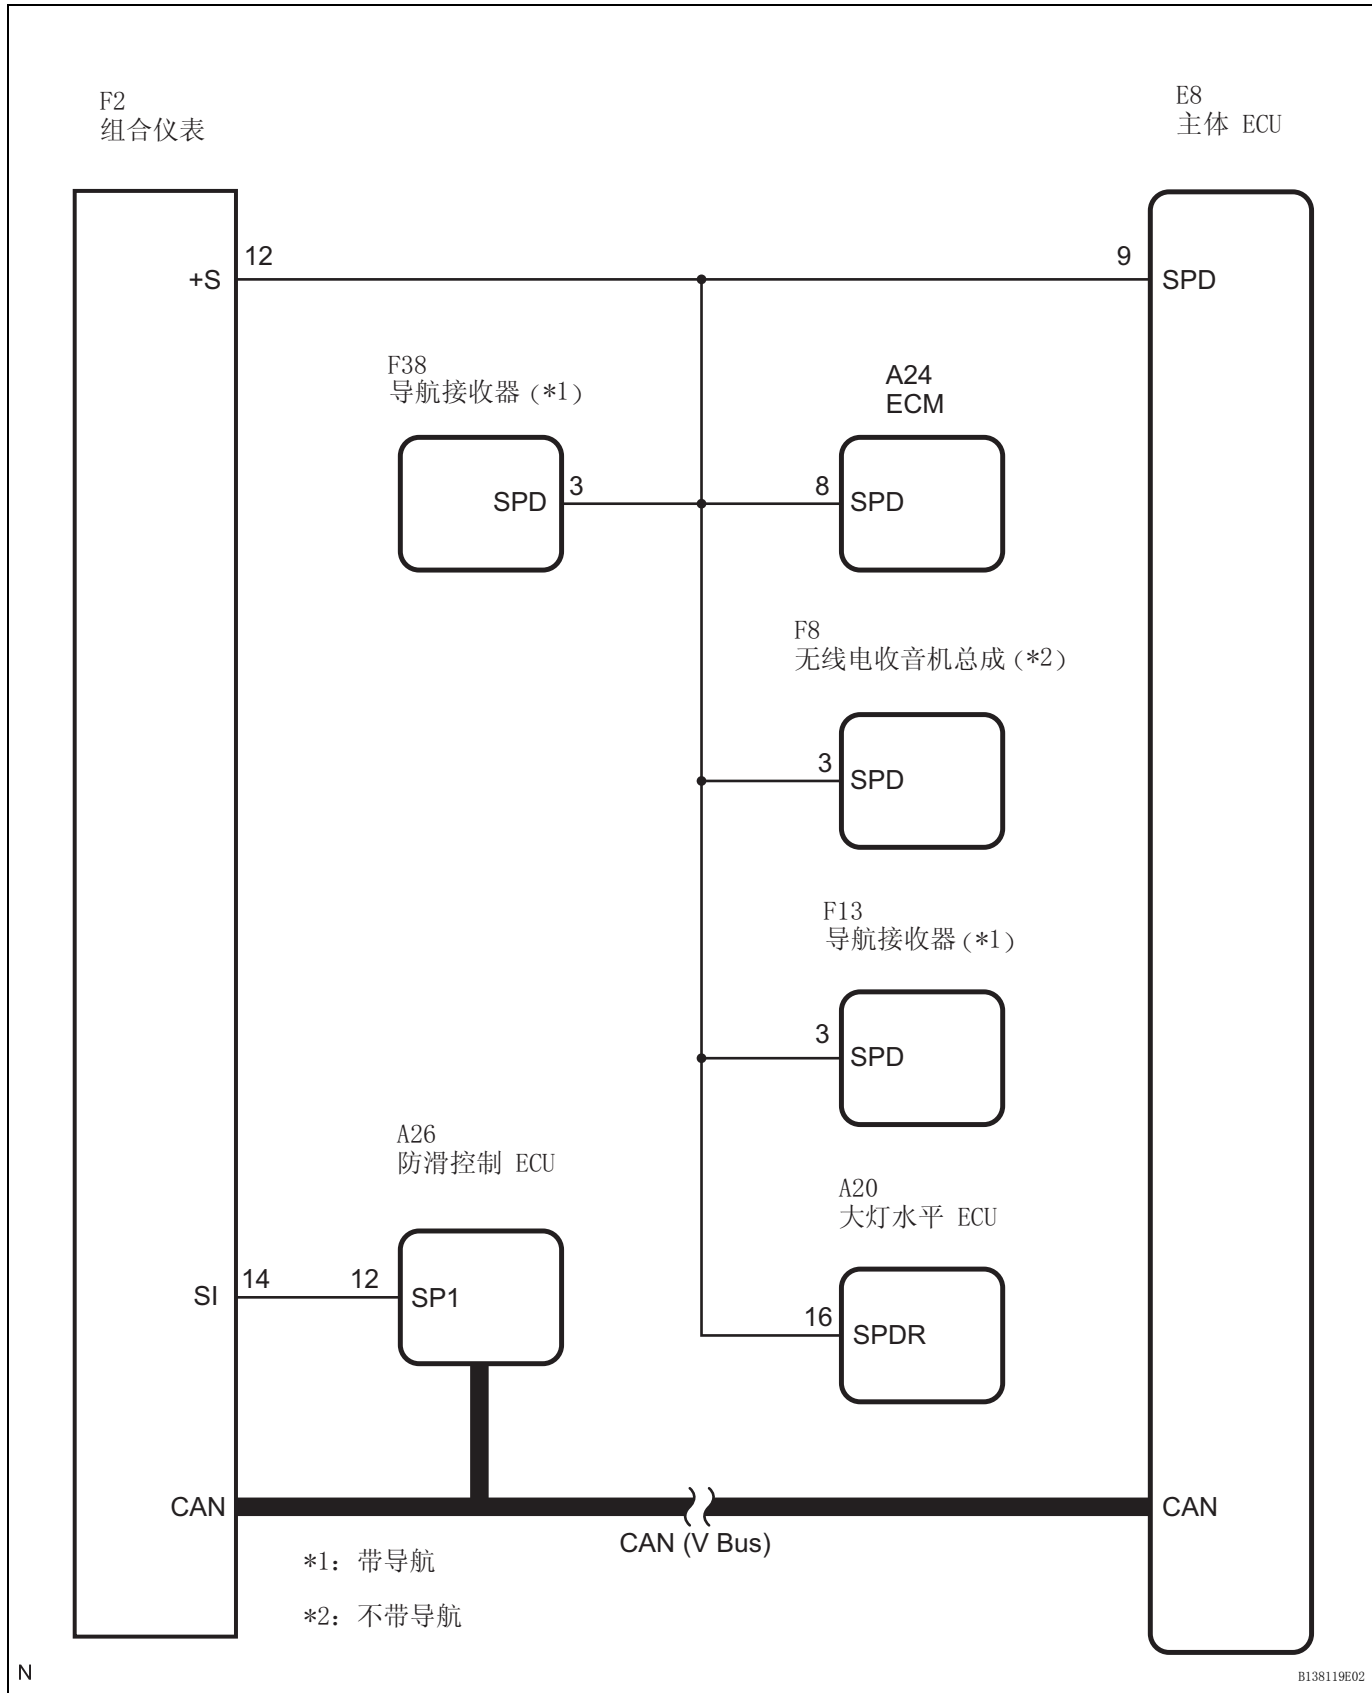 F2
组合仪表
E8
主体 ECU
12
9
+S
SPD
F38
导航接收器 (*1)
A24
ECM
SPD
3
8
SPD
F8
无线电收音机总成 (*2)
3
SPD
F13
导航接收器 (*1)
3
SPD
A26
防滑控制 ECU
A20
大灯水平 ECU
SI
14
12
SP1
16
SPDR
CAN
CAN
CAN (V Bus)
*1: 带导航
*2: 不带导航
N
B138119E02